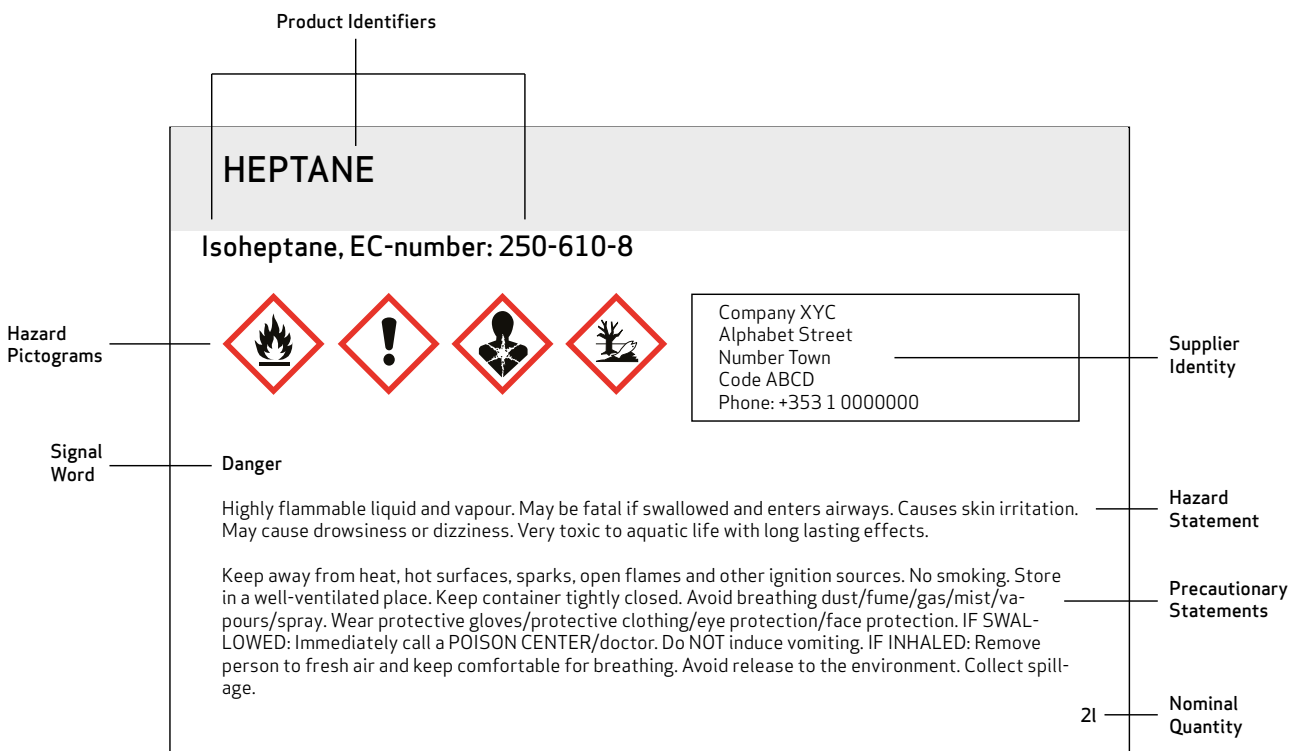 Product Identifiers
HEPTANE
Isoheptane, EC-number: 250-610-8
Hazard
Pictograms
Company XYC
Alphabet Street
Number Town
Code ABCD
Phone: +353 1 0000000
Supplier
Identity
Signal
Word
Danger
Highly flammable liquid and vapour. May be fatal if swallowed and enters airways. Causes skin irritation.
May cause drowsiness or dizziness. Very toxic to aquatic life with long lasting effects.
Hazard
Statement
Keep away from heat, hot surfaces, sparks, open flames and other ignition sources. No smoking. Store
in a well-ventilated place. Keep container tightly closed. Avoid breathing dust/fume/gas/mist/va-
pours/spray. Wear protective gloves/protective clothing/eye protection/face protection. IF SWAL-
LOWED: Immediately call a POISON CENTER/doctor. Do NOT induce vomiting. IF INHALED: Remove
person to fresh air and keep comfortable for breathing. Avoid release to the environment. Collect spill-
age.
Precautionary
Statements
2l
Nominal
Quantity